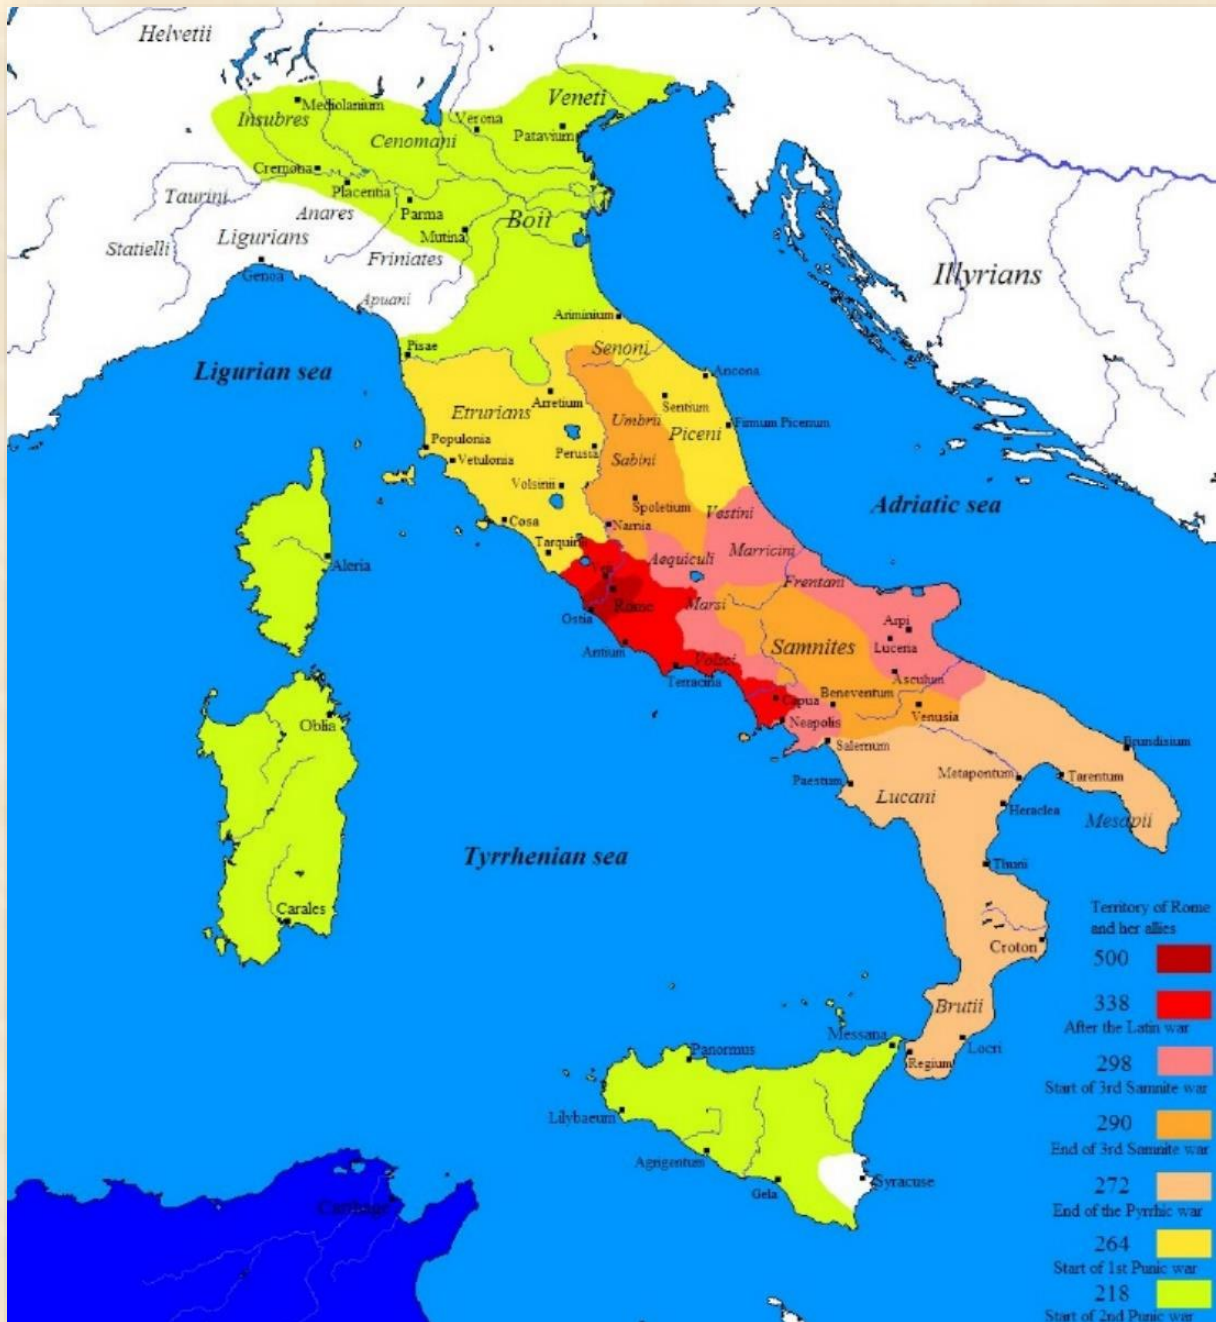 Helvetii
Veneti
Mediolanium
Insubres
Verona
Cenomani
Patavium
Cremona
Taurini
Placentia
Anares
Parma
Boii
Mutina
Ligurians
Statielli
Friniates
Genoa
Illyrians
Apuani
Ariminium
Pisae
Senoni
Ligurian sea
Ancona
Arretium
Sentium
Etrurians
Umbrii
Firmum Picenum
Piceni
Populonia
Perusia
Vetulonia
Sabini
Volsinii
Spoletium
Adriatic sea
Vestini
Cosa
Narnia
Tarquinii
Marricini
Aequiculi
Aleria
Veii
Frentani
Rome
Marsi
Ostia
Arpi
Antium
Luceria
Samnites
Volsci
Terracina
Asculum
Capua
Beneventum
Oblia
Neapolis
Venusia
Salernum
Brundisium
Paestum
Metapontum
Tarentum
Lucani
Heraclea
Mesapii
Tyrrhenian sea
Thurii
Carales
Territory of Rome
and her allies
Croton
500
338
After the Latin war
Brutii
Messana
Locri
Panormus
Regium
298
Start of 3rd Samnite war
Lilybaeum
290
End of 3rd Samnite war
Agrigentum
Gela
Syracuse
272
End of the Pyrrhic war
Carthage
264
Start of 1st Punic war
218
Start of 2nd Punic war